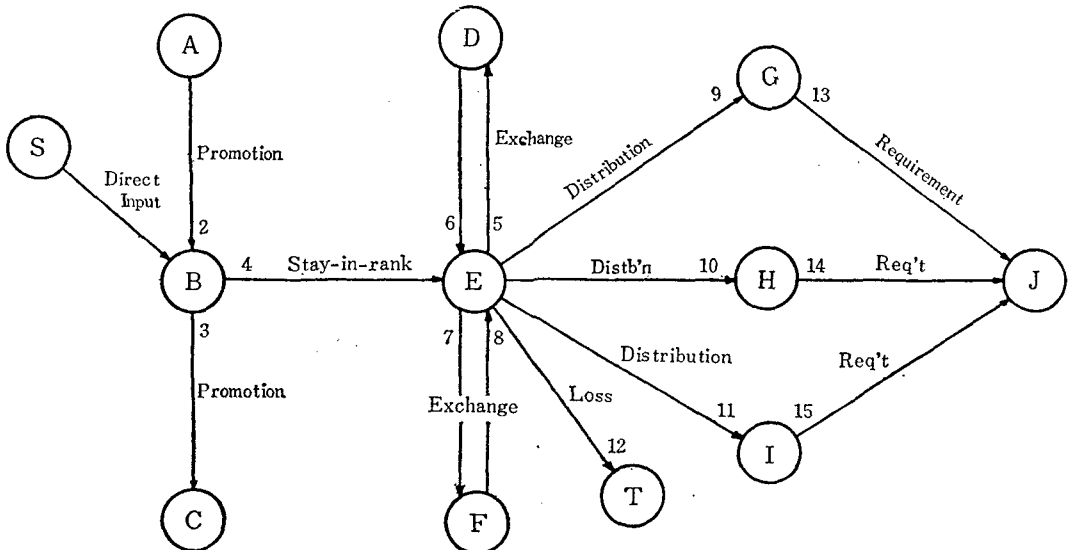 A
D
G
9
13
S
Promotion
Exchange
Distribution
Requirement
Direct
Input
2
6
5
B
4
Stay-in-rank
E
Distb'n
10
H
14
Req't
J
3
7
8
Distribution
Req't
Promotion
Exchange
Loss
11
15
12
I
T
C
F